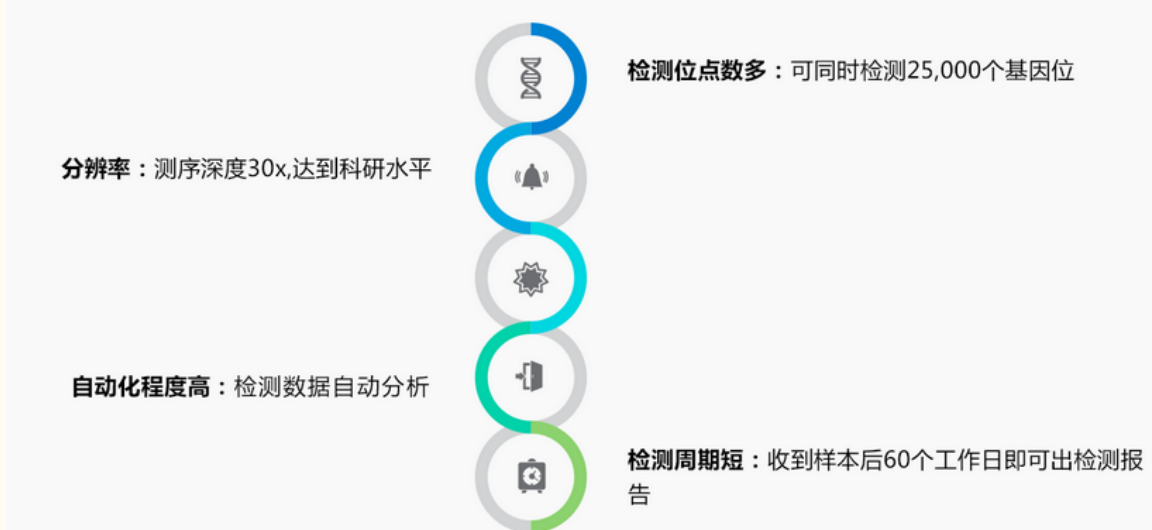 检测位点数多：可同时检测25,000个基因位
分辨率：测序深度30x,达到科研水平
自动化程度高：检测数据自动分析
检测周期短：收到样本后60个工作日即可出检测报
告